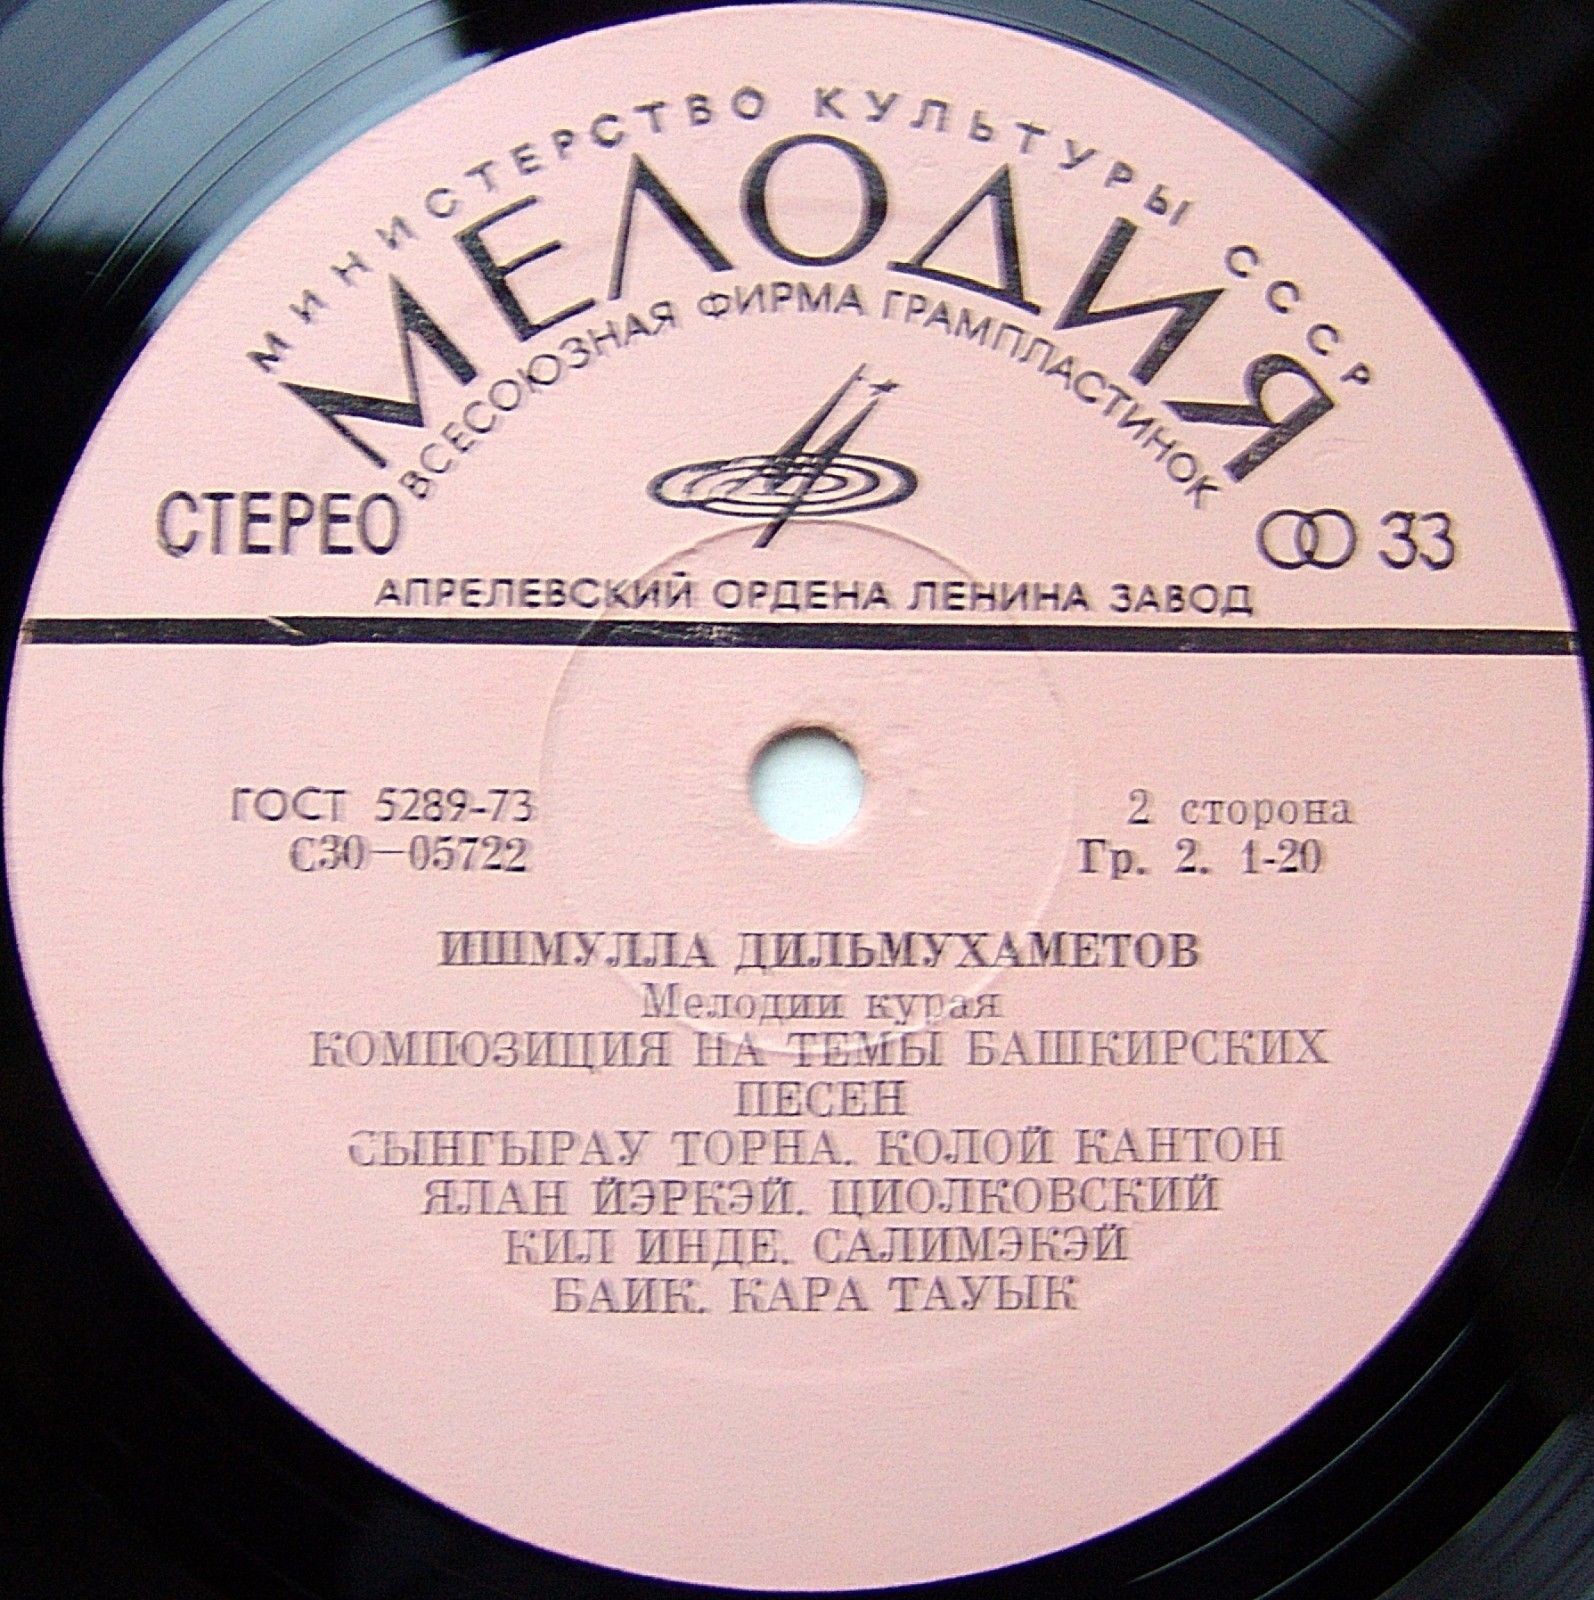 МИНИСТЕРСТВО КУЛЬТУРЫ СССР
МЕЛОДИЯ
ВСЕСОЮЗНАЯ ФИРМА ГРАМПЛАСТИНОК
СТЕРЕО
33
АПРЕЛЕВСКИЙ ОРДЕНА ЛЕНИНА ЗАВОД
ГОСТ 5289-73
2 сторона
С30—05722
Гр. 2. 1-20
ИШМУЛЛА ДИЛЬМУХАМЕТОВ
Мелодии курая
КОМПОЗИЦИЯ НА ТЕМЫ БАШКИРСКИХ
ПЕСЕН
СЫНГЫРАУ ТОРНА. КОЛОЙ КАНТОН
ЯЛАН ЙЭРКЭЙ. ЦИОЛКОВСКИЙ
КИЛ ИНДЕ. САЛИМЭКЭЙ
БАИК. КАРА ТАУЫК